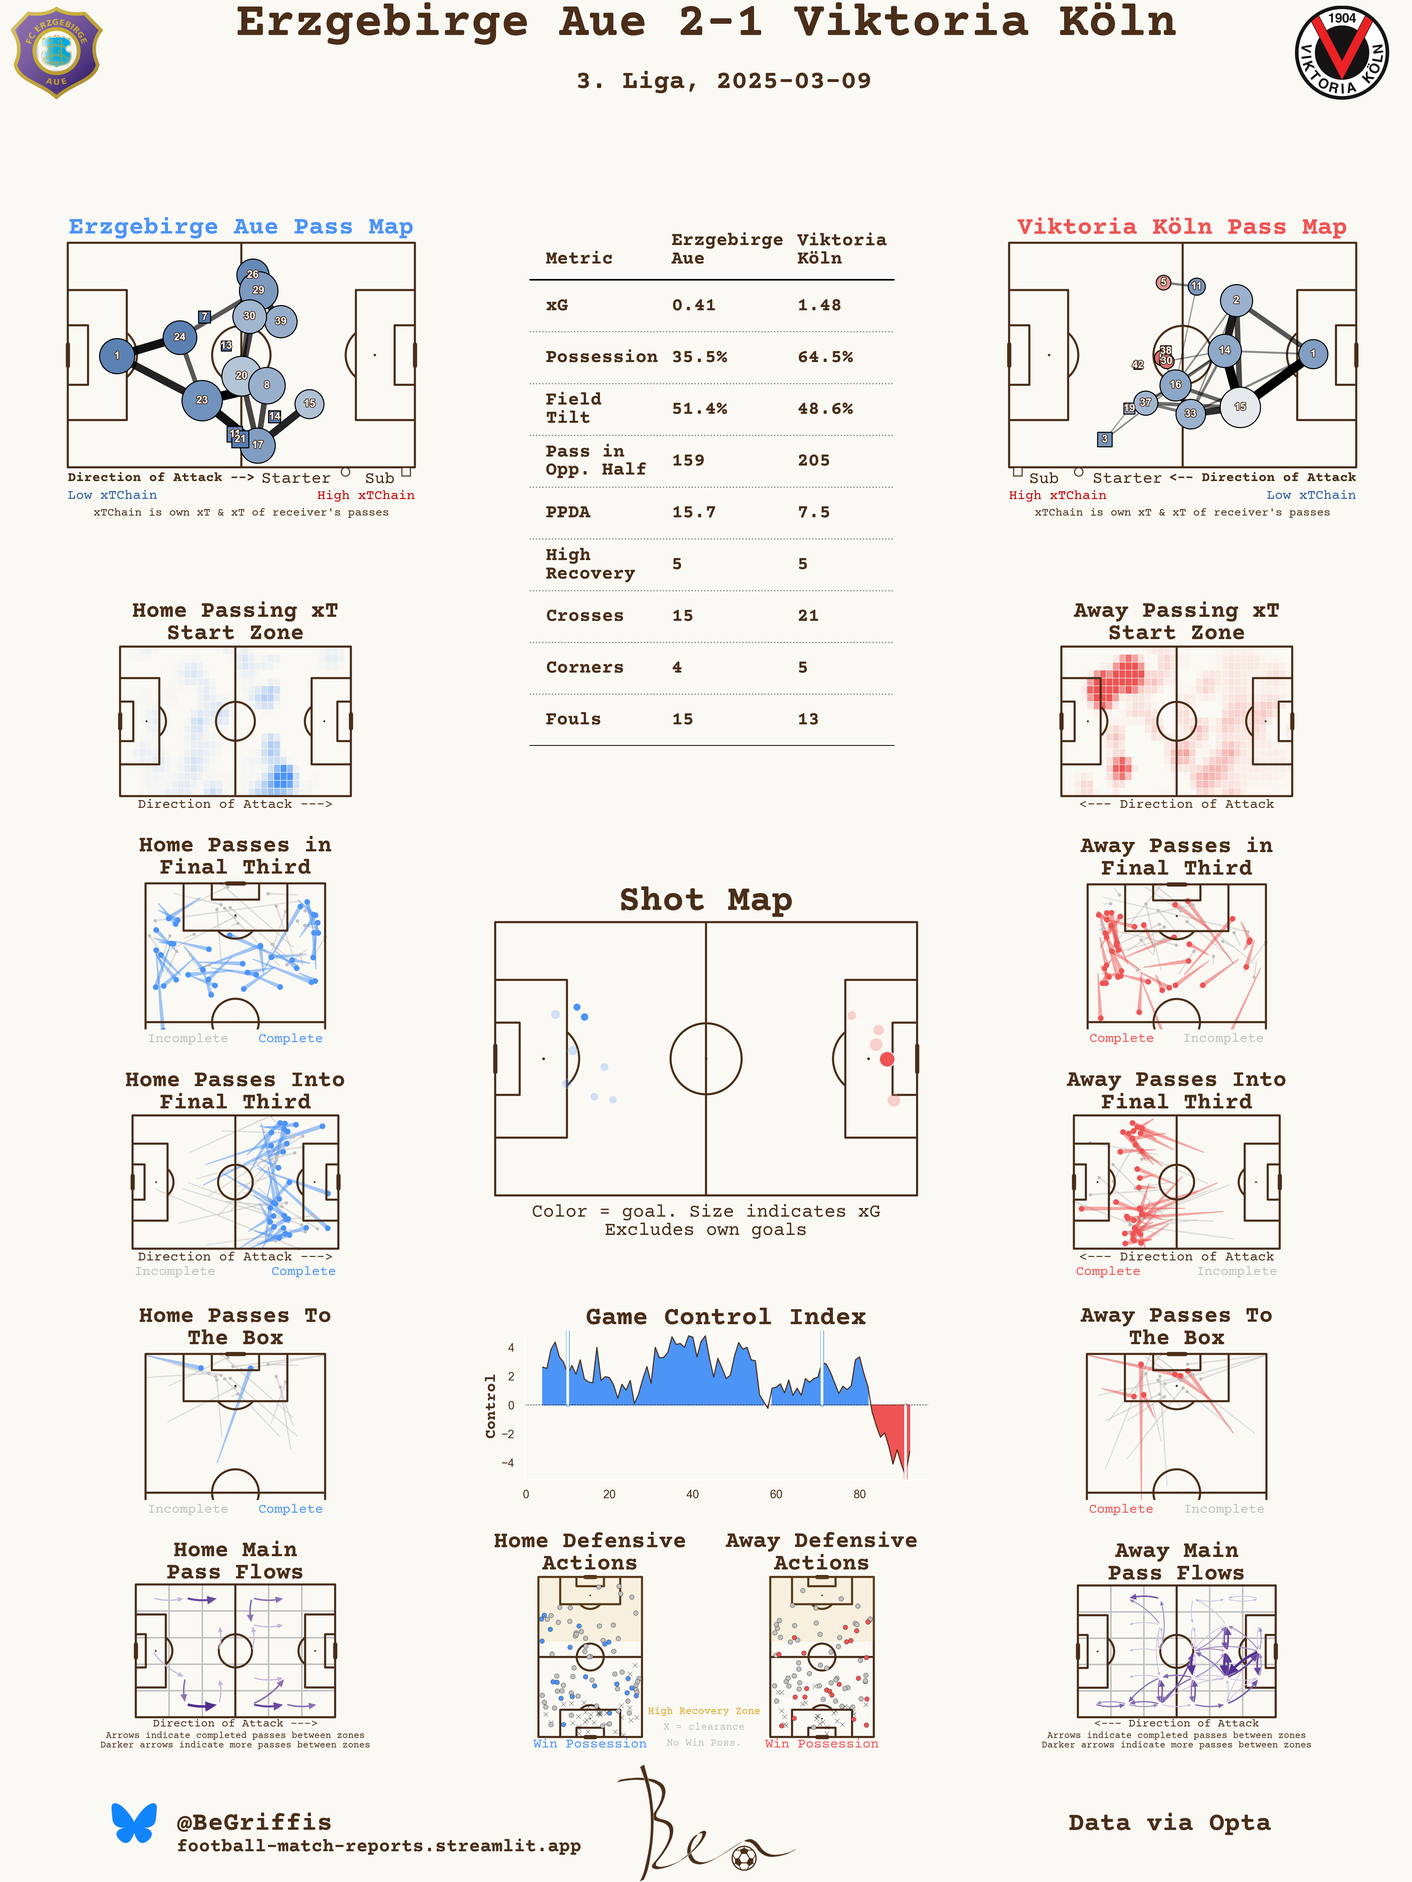 Erzgebirge Aue 2-1 Viktoria Köln
3. Liga, 2025-03-09
FC ERZGEBIRGE
AUE
1904
VIKTORIA KÖLN
Erzgebirge Aue Pass Map
26
29
30
39
7
24
13
1
20
8
23
15
14
11
21
17
Direction of Attack --> Starter Sub
Low xTChain High xTChain
xTChain is own xT & xT of receiver's passes
Metric Erzgebirge Aue Viktoria Köln
xG 0.41 1.48
Possession 35.5% 64.5%
Field Tilt 51.4% 48.6%
Pass in Opp. Half 159 205
PPDA 15.7 7.5
High Recovery 5 5
Crosses 15 21
Corners 4 5
Fouls 15 13
Viktoria Köln Pass Map
5
11
2
38
30
42
14
1
16
37
19
33
15
3
Sub Starter <-- Direction of Attack
High xTChain Low xTChain
xTChain is own xT & xT of receiver's passes
Home Passing xT
Start Zone
Direction of Attack --->
Away Passing xT
Start Zone
<--- Direction of Attack
Home Passes in
Final Third
Incomplete Complete
Away Passes in
Final Third
Complete Incomplete
Shot Map
Color = goal. Size indicates xG
Excludes own goals
Home Passes Into
Final Third
Direction of Attack --->
Incomplete Complete
Away Passes Into
Final Third
<--- Direction of Attack
Complete Incomplete
Home Passes To
The Box
Incomplete Complete
Game Control Index
Control
4
2
0
−2
−4
0 20 40 60 80
Away Passes To
The Box
Complete Incomplete
Home Main
Pass Flows
Direction of Attack --->
Arrows indicate completed passes between zones
Darker arrows indicate more passes between zones
Home Defensive
Actions
Win Possession
High Recovery Zone
X = clearance
No Win Poss.
Away Defensive
Actions
Win Possession
Away Main
Pass Flows
<--- Direction of Attack
Arrows indicate completed passes between zones
Darker arrows indicate more passes between zones
@BeGriffis
football-match-reports.streamlit.app
Ben
Data via Opta